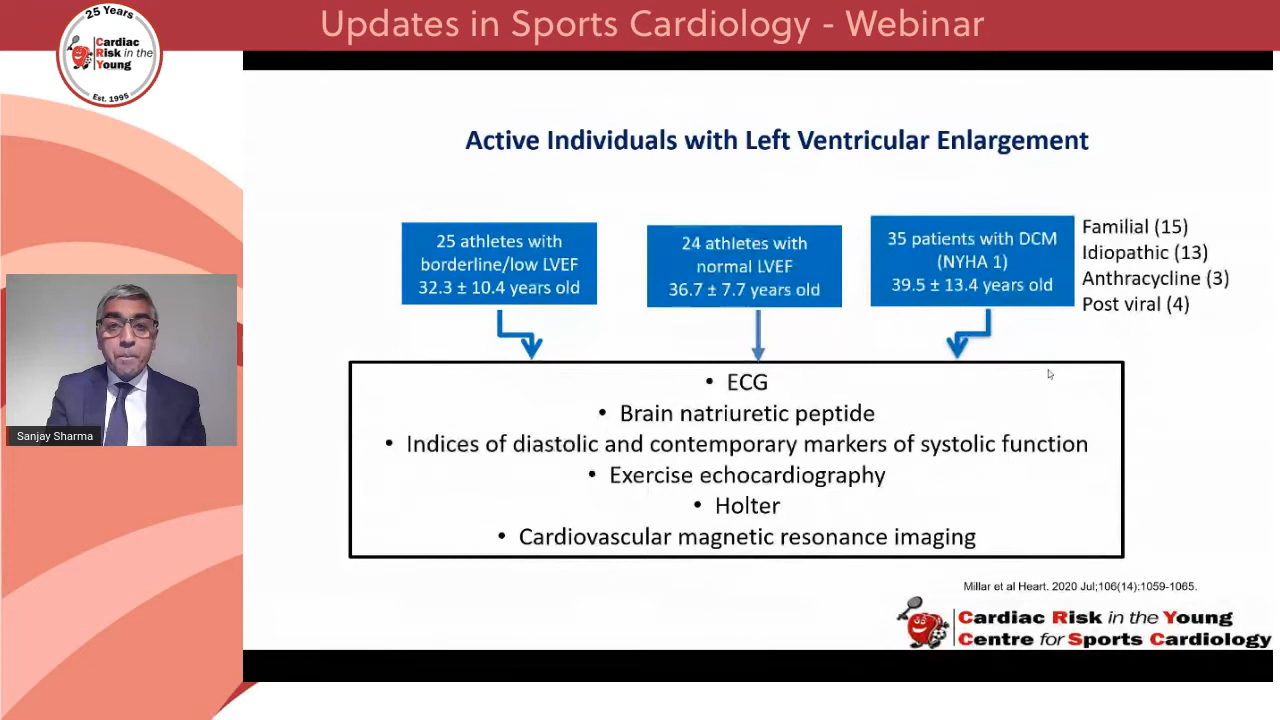 Updates in Sports Cardiology - Webinar
25 Years
Cardiac
Risk in the
Young
Est. 1995
Active Individuals with Left Ventricular Enlargement
25 athletes with
borderline/low LVEF
32.3 ± 10.4 years old
24 athletes with
normal LVEF
36.7 ± 7.7 years old
35 patients with DCM
(NYHA 1)
39.5 ± 13.4 years old
Familial (15)
Idiopathic (13)
Anthracycline (3)
Post viral (4)
• ECG
• Brain natriuretic peptide
• Indices of diastolic and contemporary markers of systolic function
• Exercise echocardiography
• Holter
• Cardiovascular magnetic resonance imaging
Sanjay Sharma
Millar et al Heart. 2020 Jul;106(14):1059-1065.
Cardiac Risk in the Young
Centre for Sports Cardiology